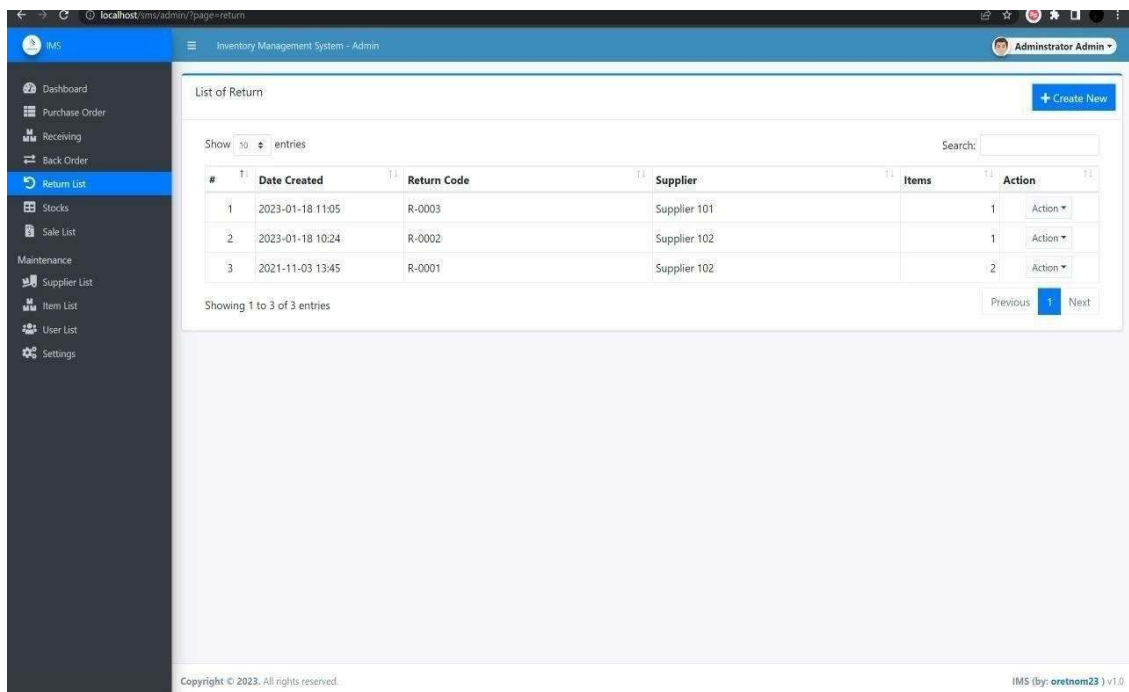 localhost/sms/admin/?page=return
IMS
Inventory Management System - Admin
Adminstrator Admin
Dashboard
Purchase Order
Receiving
Back Order
Return List
Stocks
Sale List
Maintenance
Supplier List
Item List
User List
Settings
List of Return
+ Create New
Show 10 entries
Search:
# Date Created Return Code Supplier Items Action
1 2023-01-18 11:05 R-0003 Supplier 101 1 Action
2 2023-01-18 10:24 R-0002 Supplier 102 1 Action
3 2021-11-03 13:45 R-0001 Supplier 102 2 Action
Showing 1 to 3 of 3 entries
Previous 1 Next
Copyright © 2023. All rights reserved.
IMS (by: oretnom23 ) v1.0